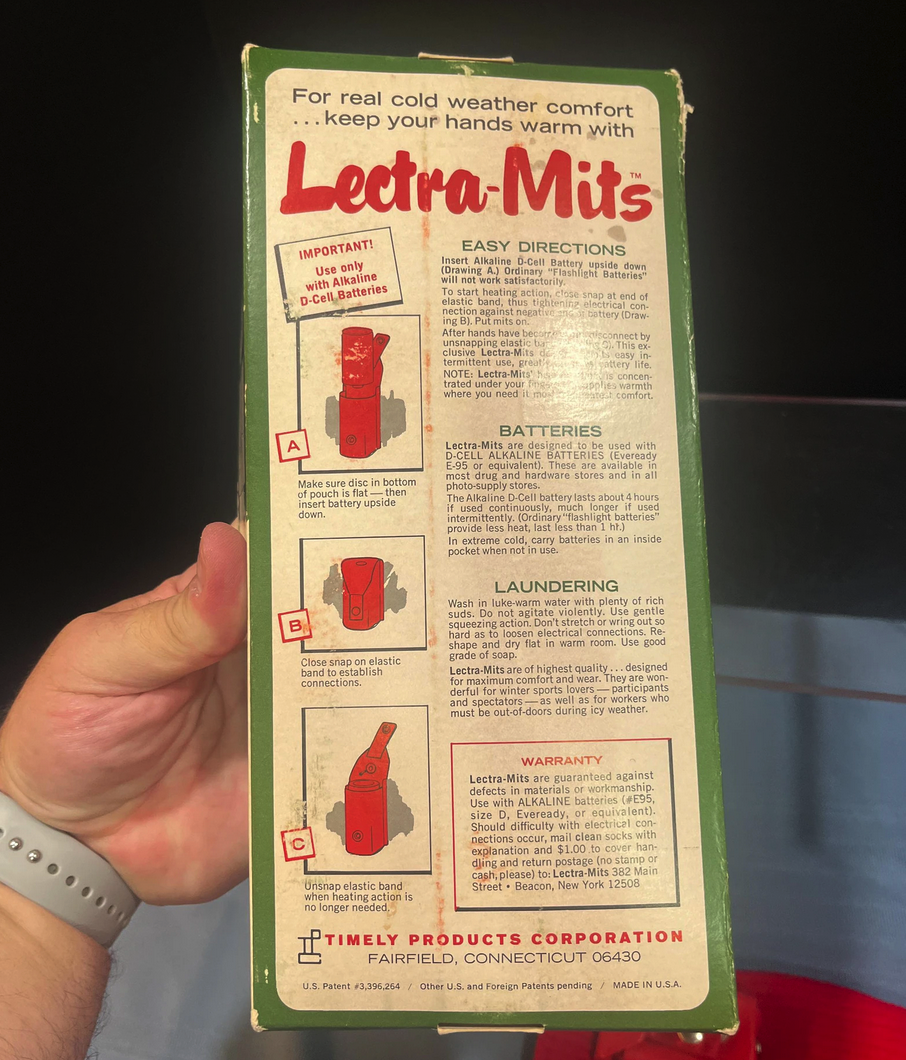 For real cold weather comfort
...keep your hands warm with
Lectra-Mits™
IMPORTANT!
Use only
with Alkaline
D-Cell Batteries
A
Make sure disc in bottom
of pouch is flat — then
insert battery upside
down.
B
Close snap on elastic
band to establish
connections.
C
Unsnap elastic band
when heating action is
no longer needed.
EASY DIRECTIONS
Insert Alkaline D-Cell Battery upside down
(Drawing A.) Ordinary "Flashlight Batteries"
will not work satisfactorily.
To start heating action, close snap at end of
elastic band, thus tightening electrical con-
nection against negative end of battery (Draw-
ing B). Put mits on.
After hands have disconnect by
unsnapping elastic This ex-
clusive Lectra-Mits easy in-
termittent use, battery life.
NOTE: Lectra-Mits' is concen-
trated under your supplies warmth
where you need it comfort.
BATTERIES
Lectra-Mits are designed to be used with
D-CELL ALKALINE BATTERIES (Eveready
E-95 or equivalent). These are available in
most drug and hardware stores and in all
photo-supply stores.
The Alkaline D-Cell battery lasts about 4 hours
if used continuously, much longer if used
intermittently. (Ordinary "flashlight batteries"
provide less heat, last less than 1 hr.)
In extreme cold, carry batteries in an inside
pocket when not in use.
LAUNDERING
Wash in luke-warm water with plenty of rich
suds. Do not agitate violently. Use gentle
squeezing action. Don't stretch or wring out so
hard as to loosen electrical connections. Re-
shape and dry flat in warm room. Use good
grade of soap.
Lectra-Mits are of highest quality ... designed
for maximum comfort and wear. They are won-
derful for winter sports lovers — participants
and spectators — as well as for workers who
must be out-of-doors during icy weather.
WARRANTY
Lectra-Mits are guaranteed against
defects in materials or workmanship.
Use with ALKALINE batteries (#E95,
size D, Eveready, or equivalent).
Should difficulty with electrical con-
nections occur, mail clean socks with
explanation and $1.00 to cover han-
dling and return postage (no stamp or
cash, please) to: Lectra-Mits 382 Main
Street • Beacon, New York 12508
TIMELY PRODUCTS CORPORATION
FAIRFIELD, CONNECTICUT 06430
U.S. Patent #3,396,264 / Other U.S. and Foreign Patents pending / MADE IN U.S.A.